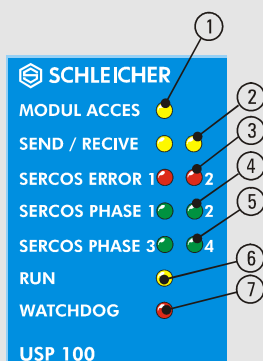 1
SCHLEICHER
MODUL ACCES
2
SEND / RECIVE
3
SERCOS ERROR 1 2
4
SERCOS PHASE 1 2
5
SERCOS PHASE 3 4
6
RUN
7
WATCHDOG
USP 100